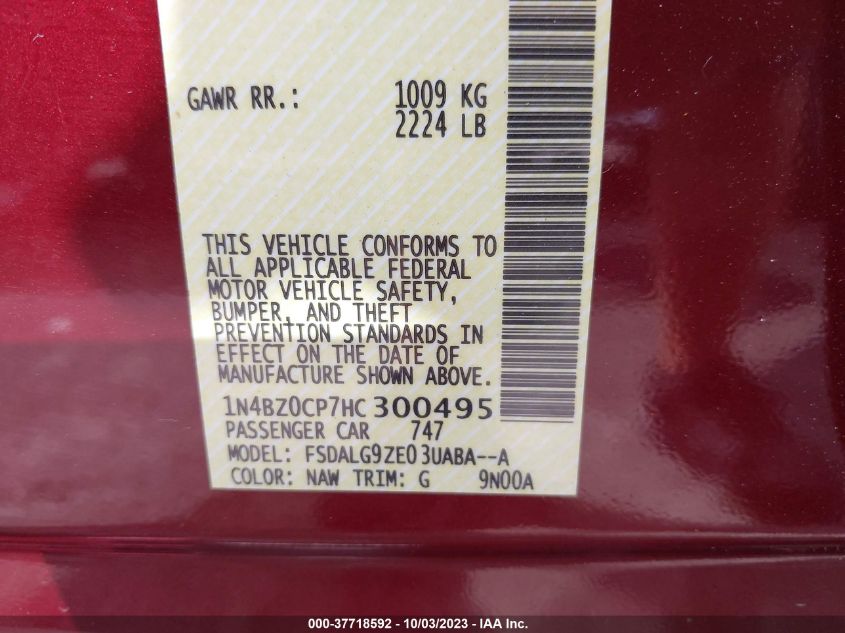 GAWR RR.: 1009 KG
2224 LB
THIS VEHICLE CONFORMS TO
ALL APPLICABLE FEDERAL
MOTOR VEHICLE SAFETY,
BUMPER, AND THEFT
PREVENTION STANDARDS IN
EFFECT ON THE DATE OF
MANUFACTURE SHOWN ABOVE.
1N4BZ0CP7HC 300495
PASSENGER CAR 747
MODEL: FSDALG9ZE03UABA--A
COLOR: NAW TRIM: G 9N00A
000-37718592 - 10/03/2023 - IAA Inc.